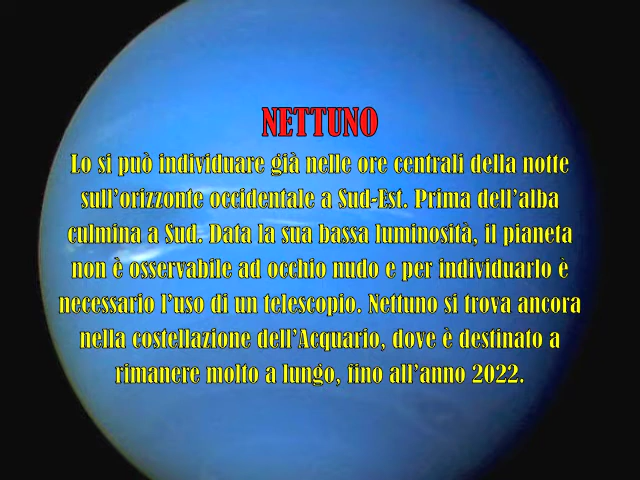 NETTUNO
Lo si può individuare già nelle ore centrali della notte
sull'orizzonte occidentale a Sud-Est. Prima dell'alba
culmina a Sud. Data la sua bassa luminosità, il pianeta
non è osservabile ad occhio nudo e per individuarlo è
necessario l'uso di un telescopio. Nettuno si trova ancora
nella costellazione dell'Acquario, dove è destinato a
rimanere molto a lungo, fino all'anno 2022.